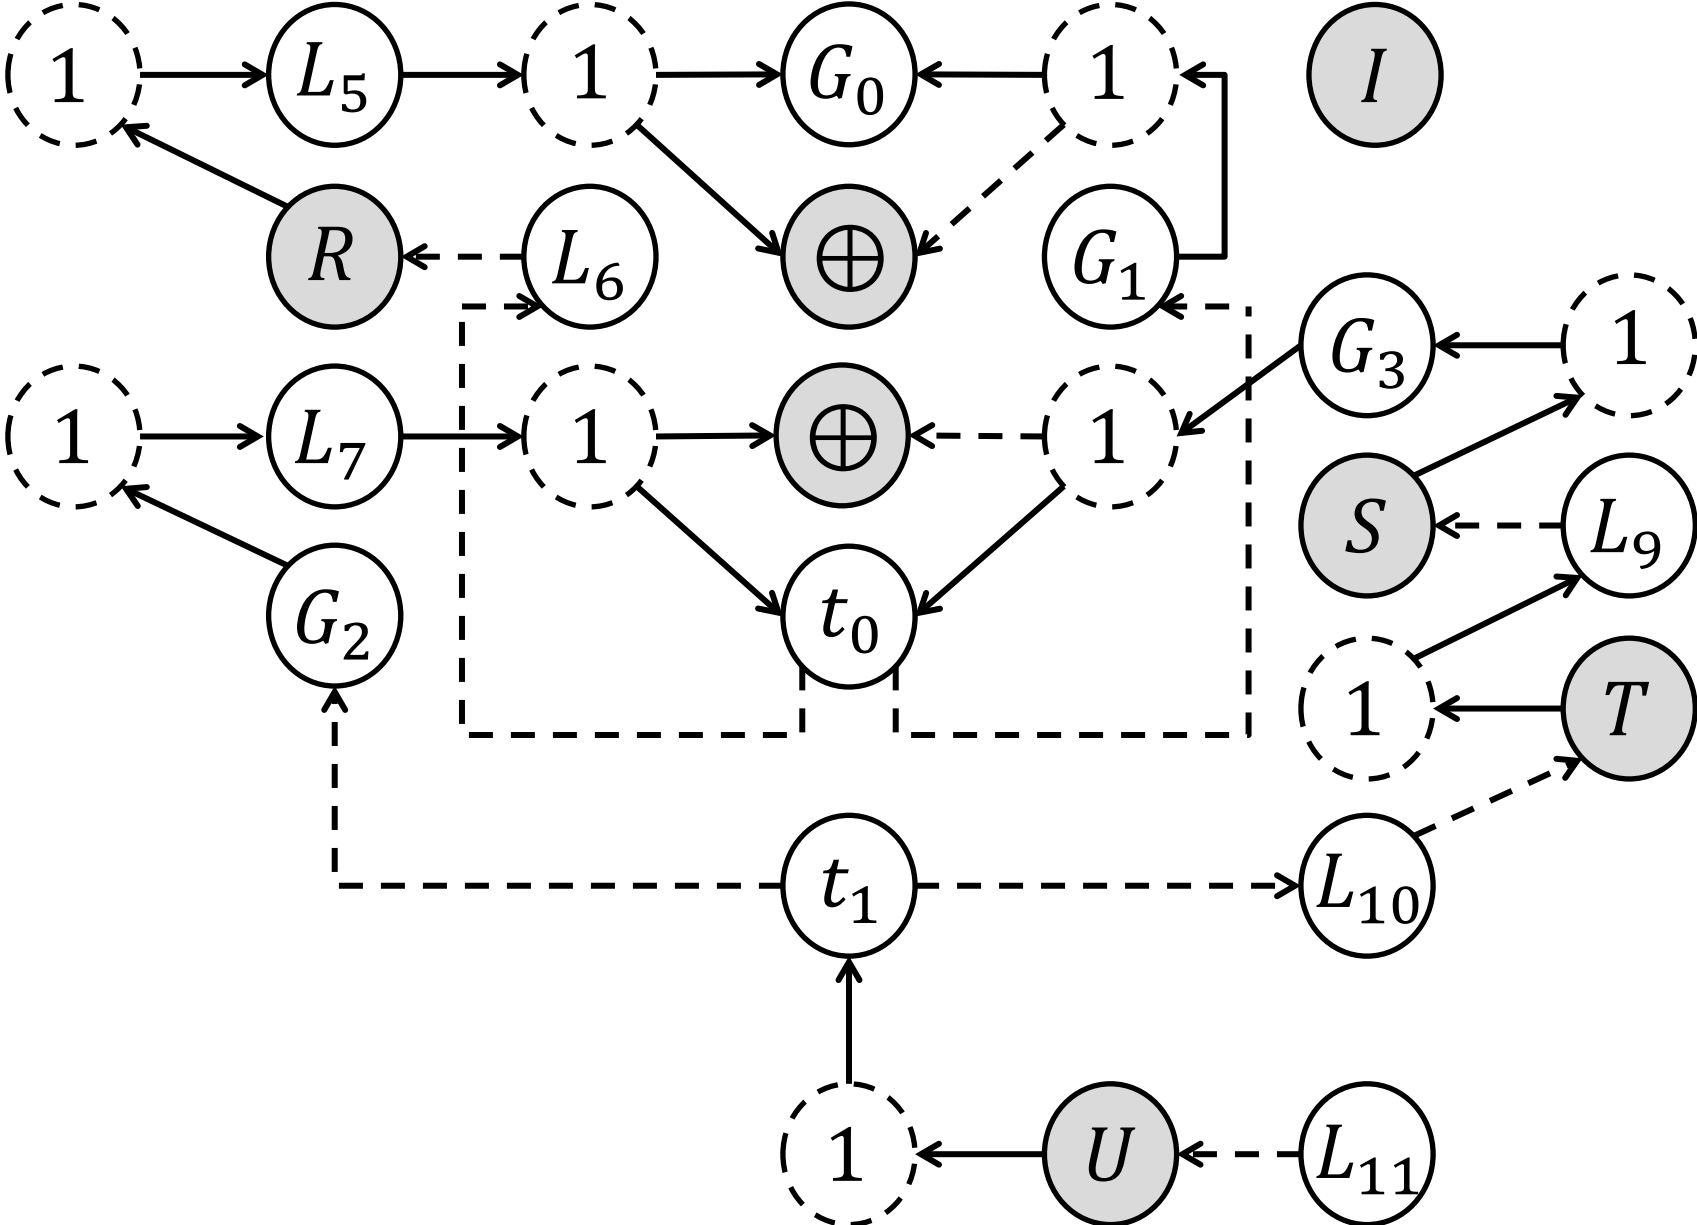 1 L₅ 1 G₀ 1 I
R L₆ ⊕ G₁
G₃ 1
1 L₇ 1 ⊕ 1
S L₉
G₂ t₀
1 T
t₁ L₁₀
1 U L₁₁